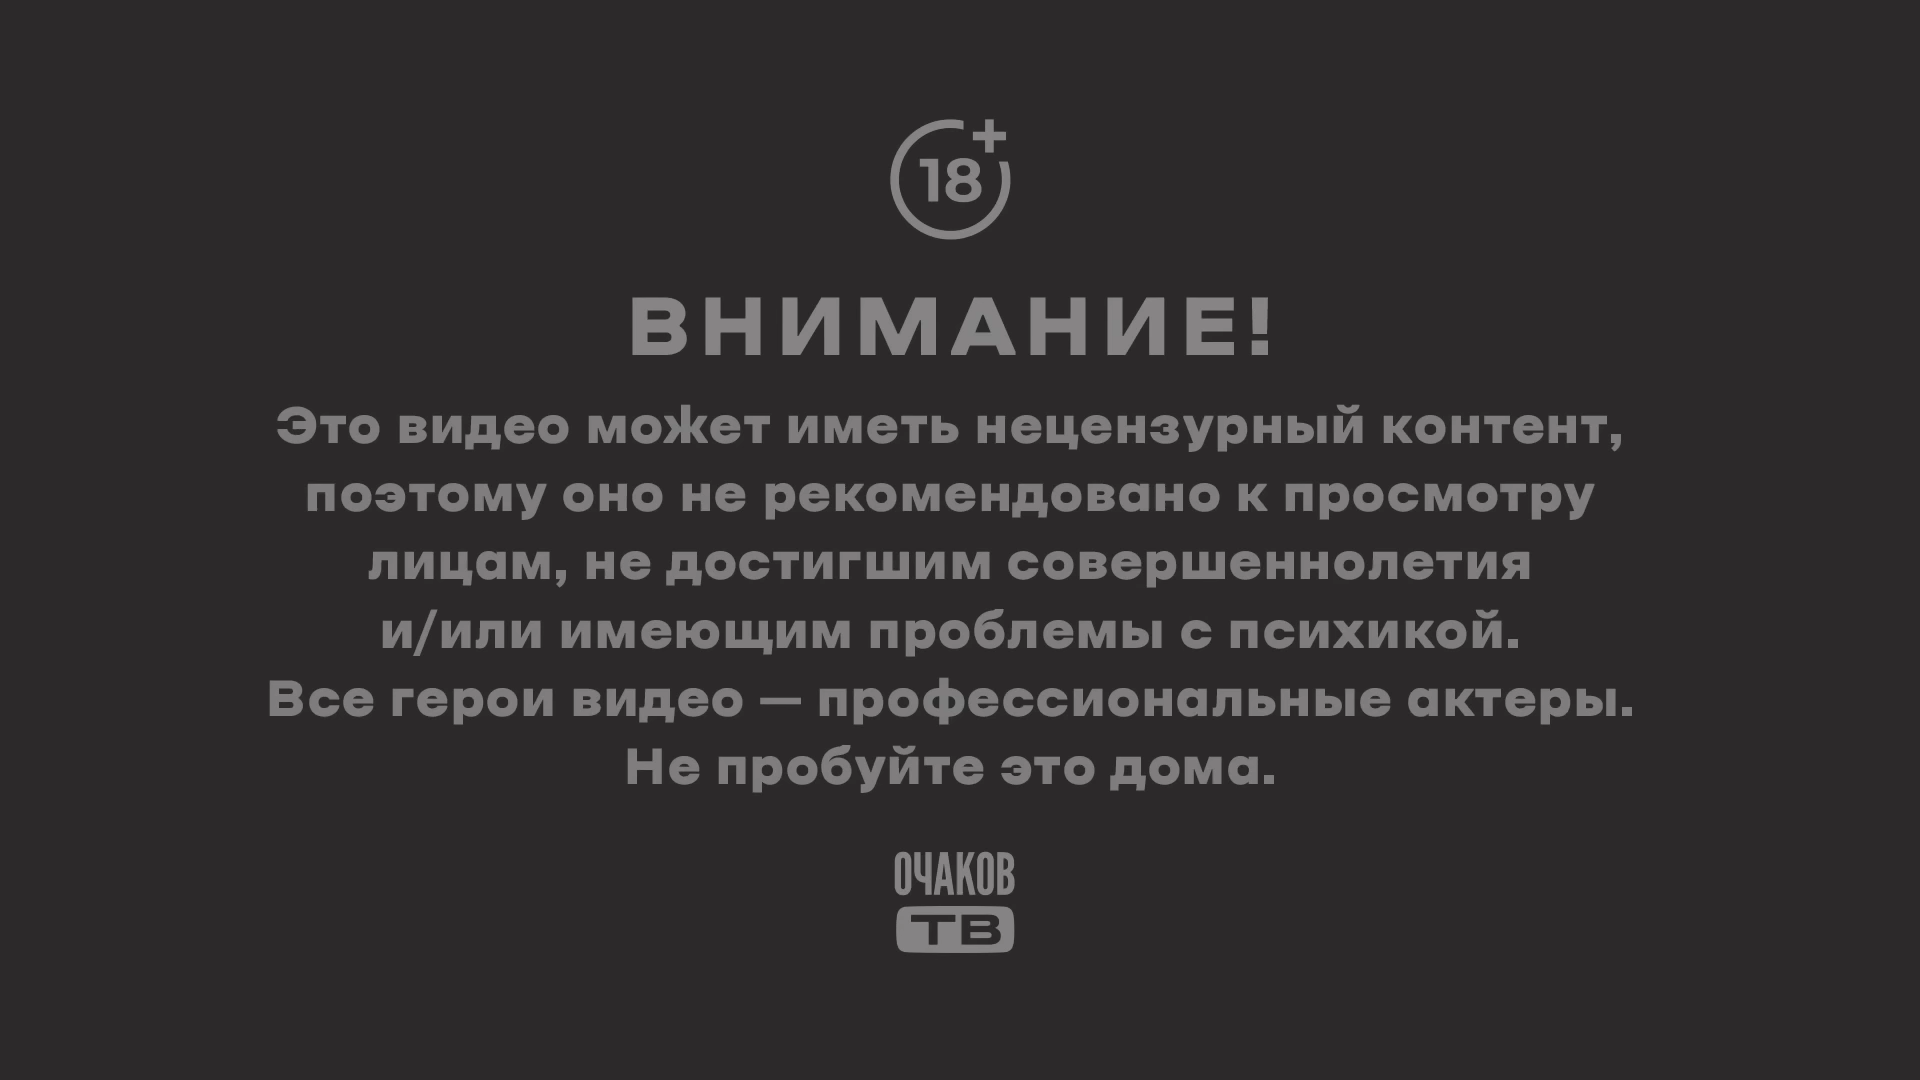 18+
ВНИМАНИЕ!
Это видео может иметь нецензурный контент,
поэтому оно не рекомендовано к просмотру
лицам, не достигшим совершеннолетия
и/или имеющим проблемы с психикой.
Все герои видео — профессиональные актеры.
Не пробуйте это дома.
ОЧАКОВ
ТВ